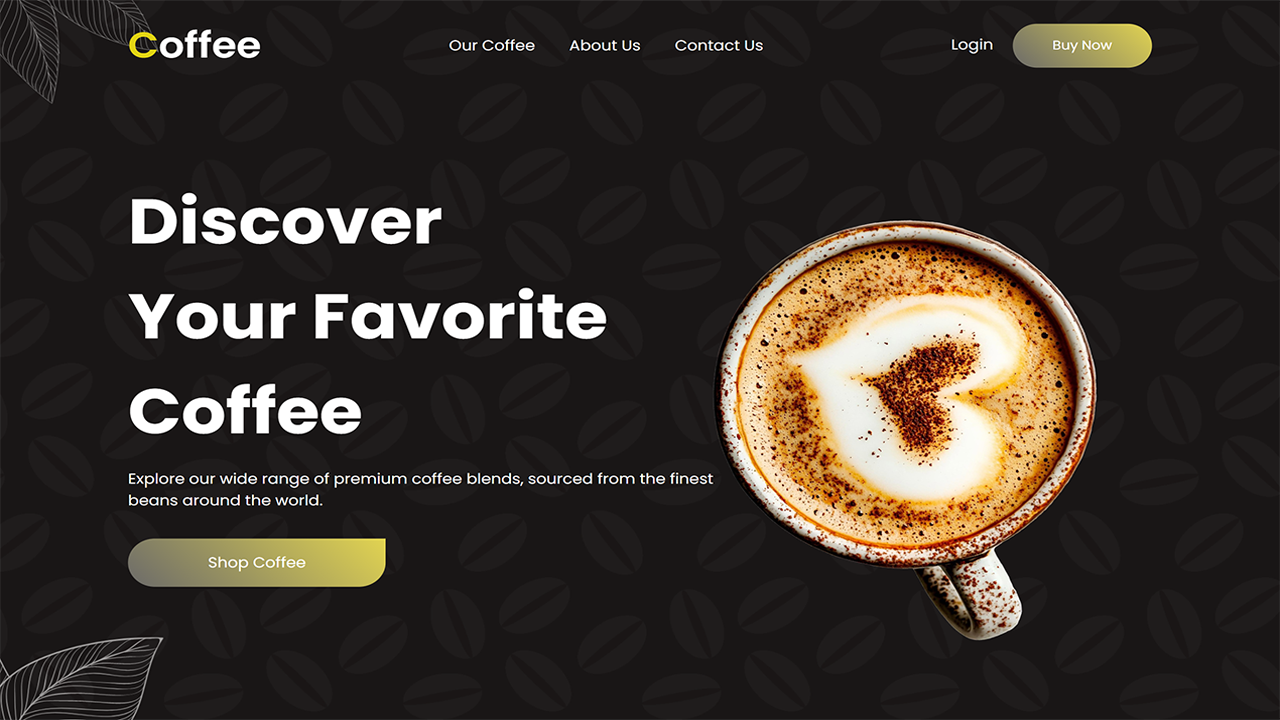 Coffee
Our Coffee About Us Contact Us
Login Buy Now
Discover
Your Favorite
Coffee
Explore our wide range of premium coffee blends, sourced from the finest
beans around the world.
Shop Coffee